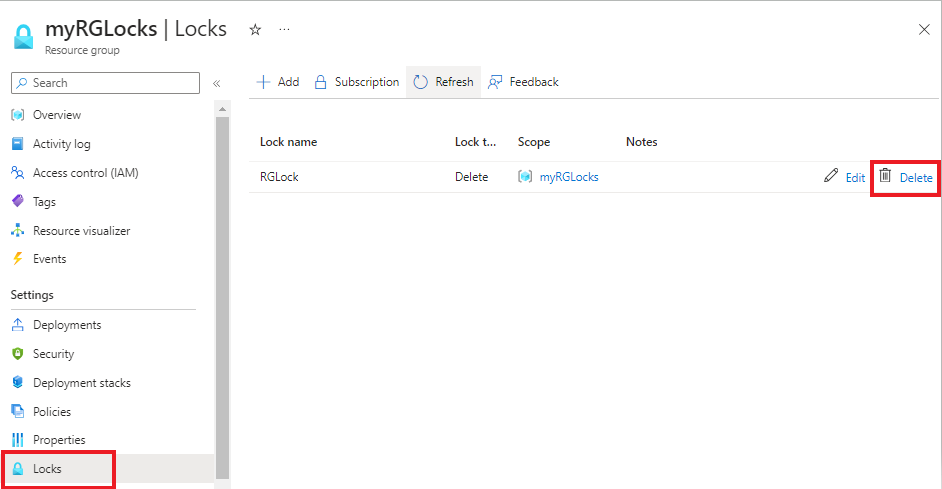 myRGLocks | Locks
Resource group
Search
Overview
Activity log
Access control (IAM)
Tags
Resource visualizer
Events
Settings
Deployments
Security
Deployment stacks
Policies
Properties
Locks
Add Subscription Refresh Feedback
Lock name Lock t... Scope Notes
RGLock Delete myRGLocks Edit Delete